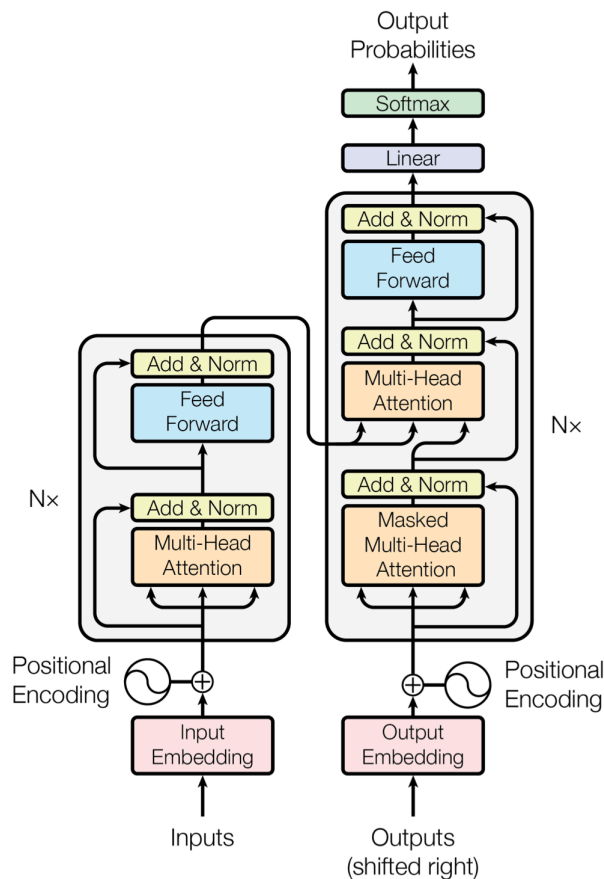 Output
Probabilities
Softmax
Linear
Add & Norm
Feed
Forward
Add & Norm
Multi-Head
Attention
Nx
Add & Norm
Masked
Multi-Head
Attention
Add & Norm
Feed
Forward
Nx
Add & Norm
Multi-Head
Attention
Positional
Encoding
Positional
Encoding
Input
Embedding
Output
Embedding
Inputs
Outputs
(shifted right)